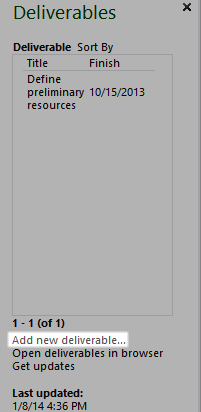 Deliverables
Deliverable Sort By
Title Finish
Define
preliminary 10/15/2013
resources
1 - 1 (of 1)
Add new deliverable...
Open deliverables in browser
Get updates
Last updated:
1/8/14 4:36 PM